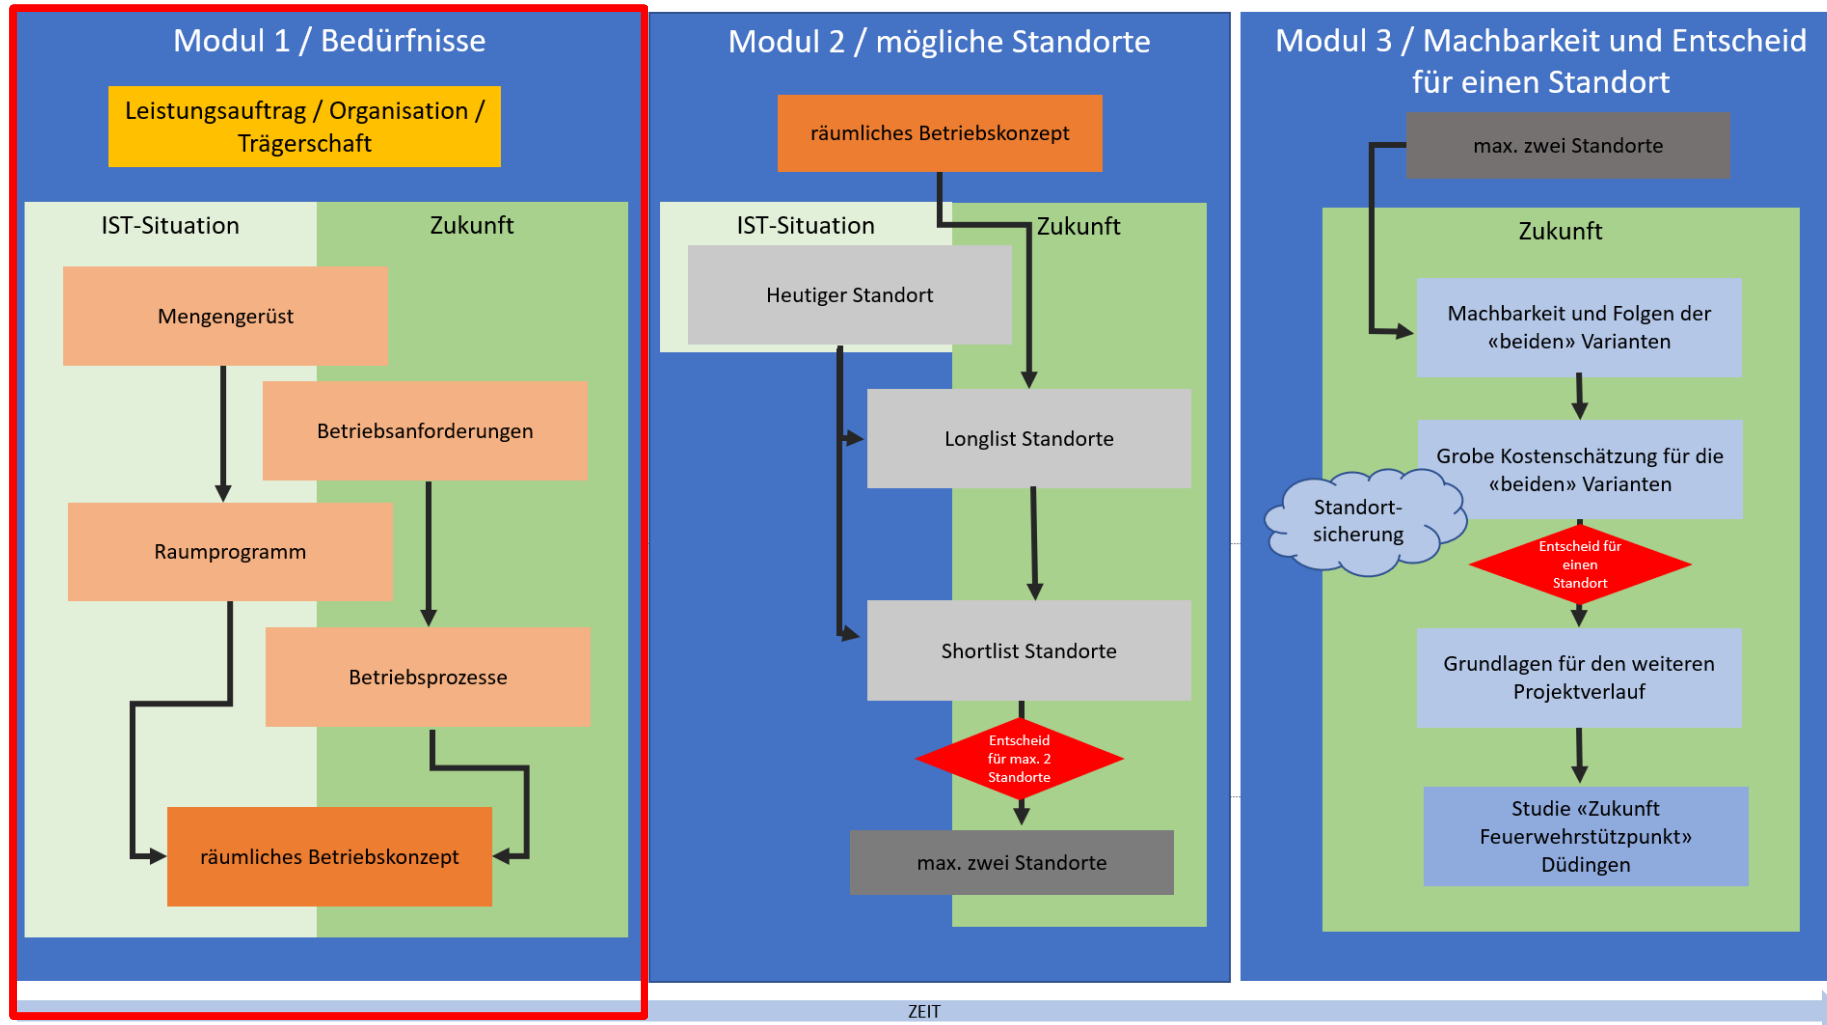 Modul 1 / Bedürfnisse
Leistungsauftrag / Organisation /
Trägerschaft
IST-Situation
Zukunft
Mengengerüst
Betriebsanforderungen
Raumprogramm
Betriebsprozesse
räumliches Betriebskonzept
Modul 2 / mögliche Standorte
räumliches Betriebskonzept
IST-Situation
Zukunft
Heutiger Standort
Longlist Standorte
Shortlist Standorte
Entscheid
für max. 2
Standorte
max. zwei Standorte
Modul 3 / Machbarkeit und Entscheid
für einen Standort
max. zwei Standorte
Zukunft
Machbarkeit und Folgen der
«beiden» Varianten
Grobe Kostenschätzung für die
«beiden» Varianten
Standort-
sicherung
Entscheid für
einen
Standort
Grundlagen für den weiteren
Projektverlauf
Studie «Zukunft
Feuerwehrstützpunkt»
Düdingen
ZEIT